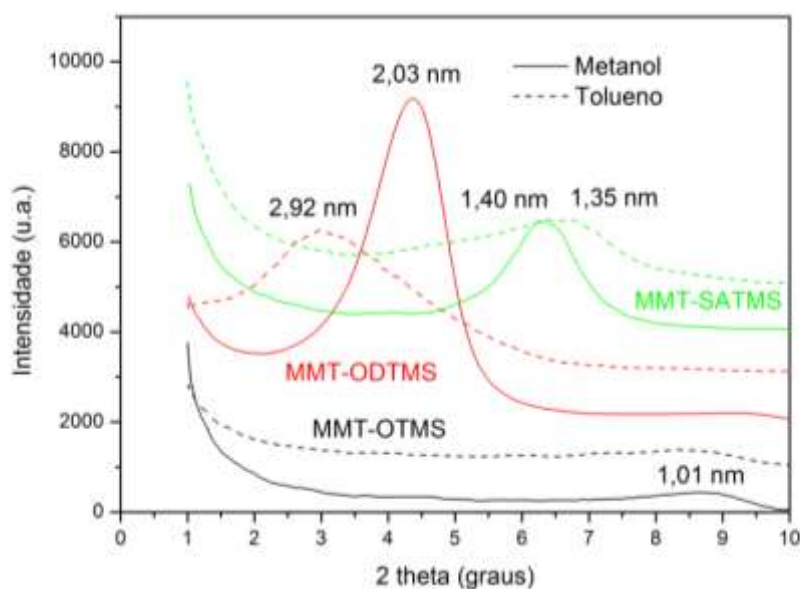 2,03 nm
Metanol
Tolueno
2,92 nm
1,40 nm
1,35 nm
MMT-SATMS
MMT-ODTMS
MMT-OTMS
1,01 nm
Intensidade (u.a.)
10000
8000
6000
4000
2000
0
0 1 2 3 4 5 6 7 8 9 10
2 theta (graus)